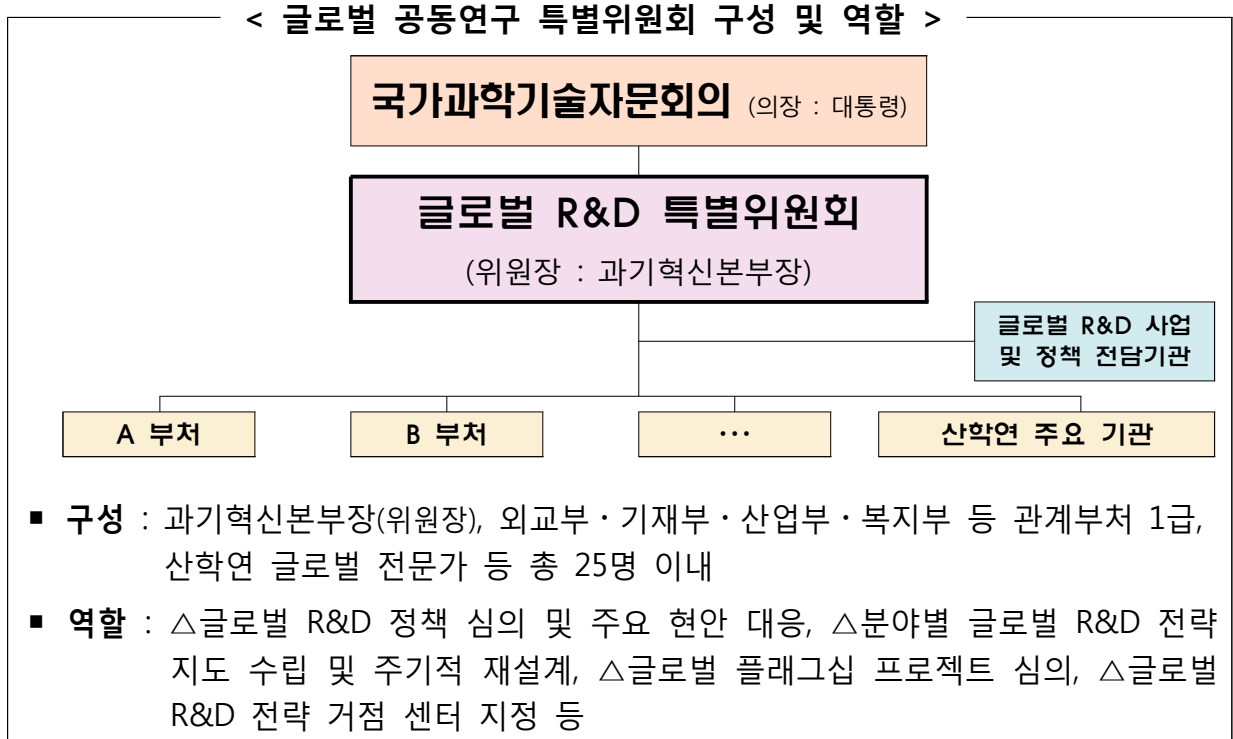 < 글로벌 공동연구 특별위원회 구성 및 역할 >
국가과학기술자문회의 (의장 : 대통령)
글로벌 R&D 특별위원회
(위원장 : 과기혁신본부장)
글로벌 R&D 사업
및 정책 전담기관
A 부처
B 부처
···
산학연 주요 기관
▪ 구성 : 과기혁신본부장(위원장), 외교부·기재부·산업부·복지부 등 관계부처 1급,
산학연 글로벌 전문가 등 총 25명 이내
▪ 역할 : △글로벌 R&D 정책 심의 및 주요 현안 대응, △분야별 글로벌 R&D 전략
지도 수립 및 주기적 재설계, △글로벌 플래그십 프로젝트 심의, △글로벌
R&D 전략 거점 센터 지정 등